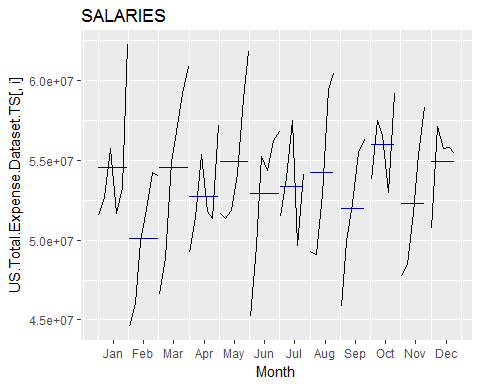 SALARIES
US.Total.Expense.Dataset.TS[, i]
6.0e+07
5.5e+07
5.0e+07
4.5e+07
Jan Feb Mar Apr May Jun Jul Aug Sep Oct Nov Dec
Month